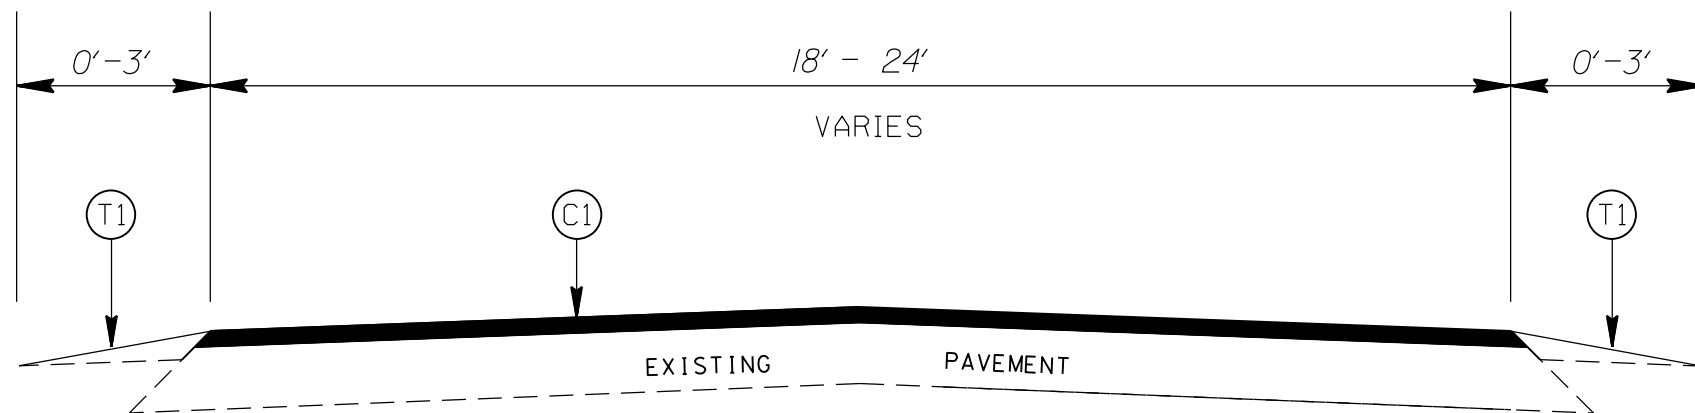 0'-3' 18' - 24' 0'-3'
VARIES
T1 C1 T1
EXISTING PAVEMENT